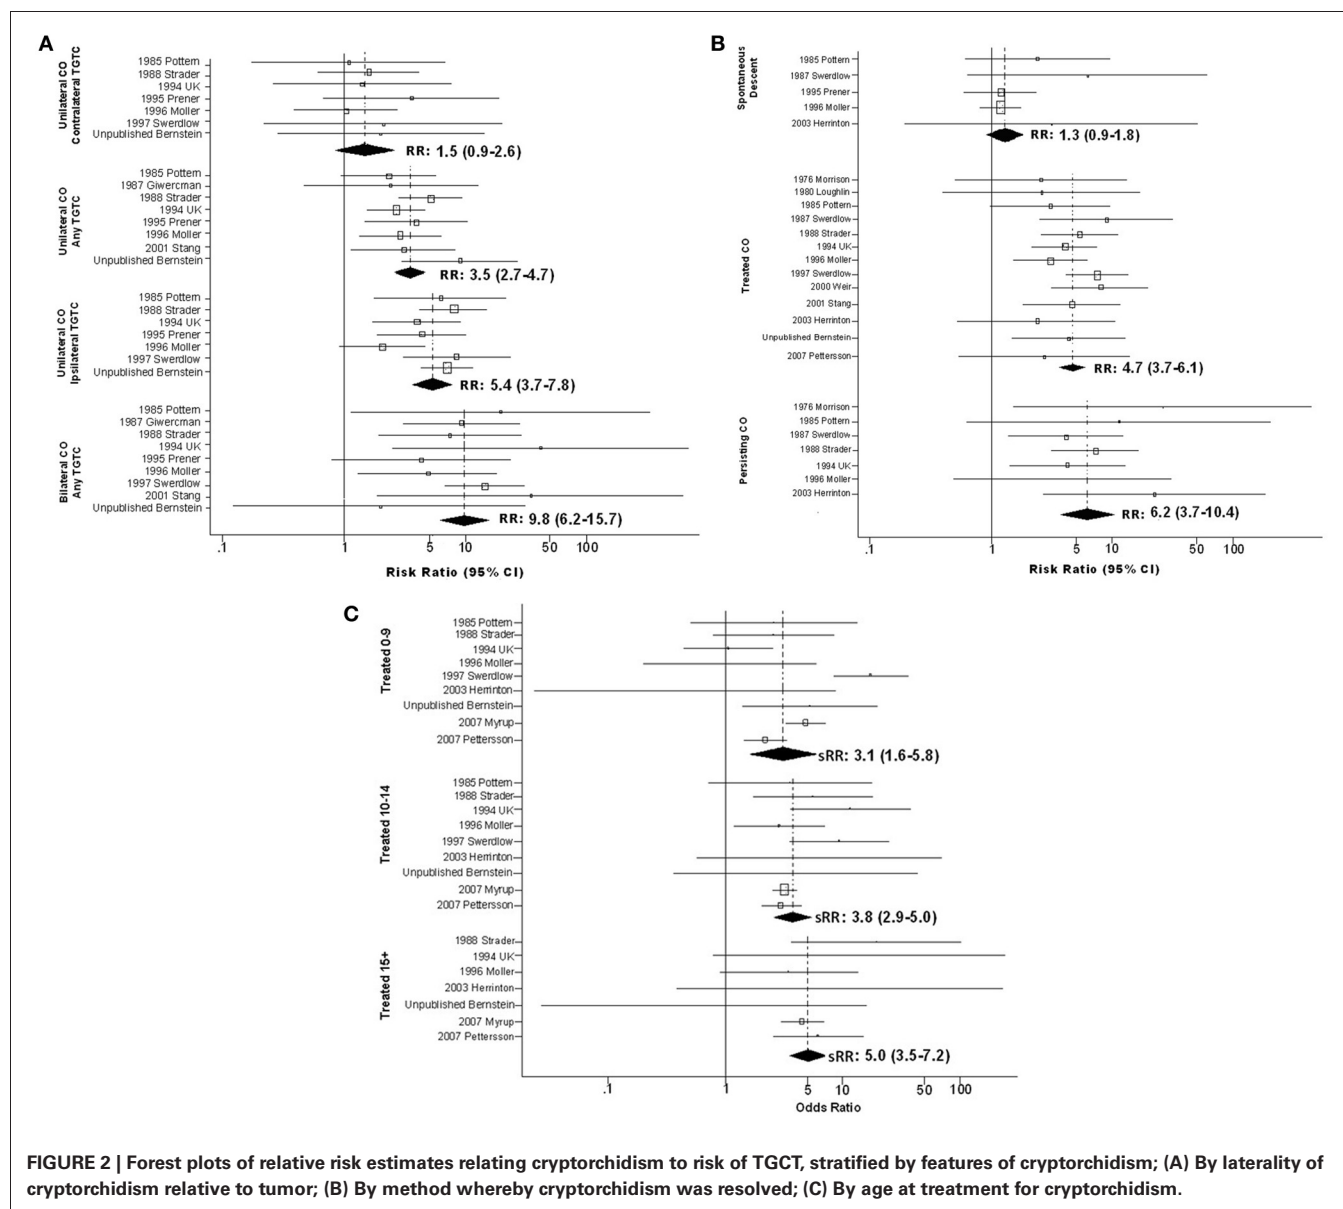 A
Unilateral CO
Contralateral TGTC
1985 Pottern
1988 Strader
1994 UK
1995 Prener
1996 Moller
1997 Swerdlow
Unpublished Bernstein
RR: 1.5 (0.9-2.6)
Unilateral CO
Any TGTC
1985 Pottern
1987 Giwercman
1988 Strader
1994 UK
1995 Prener
1996 Moller
2001 Stang
Unpublished Bernstein
RR: 3.5 (2.7-4.7)
Unilateral CO
Ipsilateral TGTC
1985 Pottern
1988 Strader
1994 UK
1995 Prener
1996 Moller
1997 Swerdlow
Unpublished Bernstein
RR: 5.4 (3.7-7.8)
Bilateral CO
Any TGTC
1985 Pottern
1987 Giwercman
1988 Strader
1994 UK
1995 Prener
1996 Moller
1997 Swerdlow
2001 Stang
Unpublished Bernstein
RR: 9.8 (6.2-15.7)
.1 1 5 10 50 100
Risk Ratio (95% CI)
B
Spontaneous
Descent
1985 Pottern
1987 Swerdlow
1995 Prener
1996 Moller
2003 Herrinton
RR: 1.3 (0.9-1.8)
Treated CO
1976 Morrison
1980 Loughlin
1985 Pottern
1987 Swerdlow
1988 Strader
1994 UK
1996 Moller
1997 Swerdlow
2000 Weir
2001 Stang
2003 Herrinton
Unpublished Bernstein
2007 Pettersson
RR: 4.7 (3.7-6.1)
Persisting CO
1976 Morrison
1985 Pottern
1987 Swerdlow
1988 Strader
1994 UK
1996 Moller
2003 Herrinton
RR: 6.2 (3.7-10.4)
.1 1 5 10 50 100
Risk Ratio (95% CI)
C
Treated 0-9
1985 Pottern
1988 Strader
1994 UK
1996 Moller
1997 Swerdlow
2003 Herrinton
Unpublished Bernstein
2007 Myrup
2007 Pettersson
sRR: 3.1 (1.6-5.8)
Treated 10-14
1985 Pottern
1988 Strader
1994 UK
1996 Moller
1997 Swerdlow
2003 Herrinton
Unpublished Bernstein
2007 Myrup
2007 Pettersson
sRR: 3.8 (2.9-5.0)
Treated 15+
1988 Strader
1994 UK
1996 Moller
2003 Herrinton
Unpublished Bernstein
2007 Myrup
2007 Pettersson
sRR: 5.0 (3.5-7.2)
.1 1 5 10 50 100
Odds Ratio
FIGURE 2 | Forest plots of relative risk estimates relating cryptorchidism to risk of TGCT, stratified by features of cryptorchidism; (A) By laterality of
cryptorchidism relative to tumor; (B) By method whereby cryptorchidism was resolved; (C) By age at treatment for cryptorchidism.